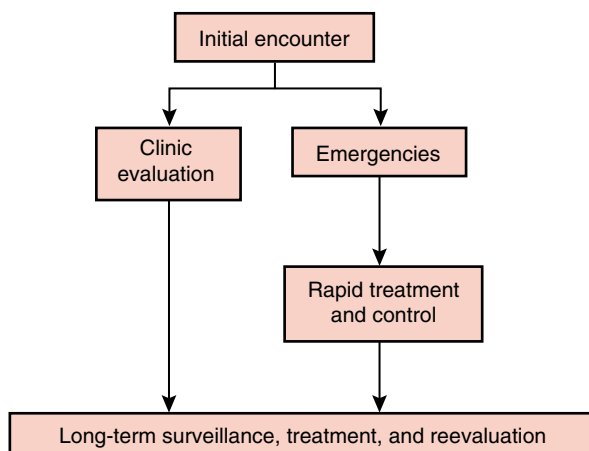 Initial encounter
Clinic
evaluation
Emergencies
Rapid treatment
and control
Long-term surveillance, treatment, and reevaluation